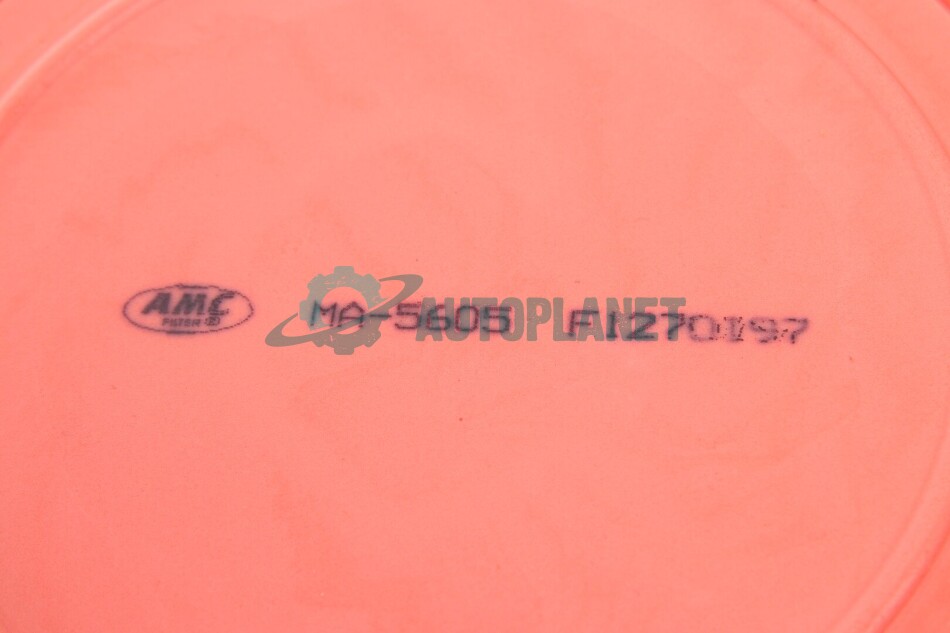 AMC
FILTER ®
MA-5605 F1270197
AUTOPLANET